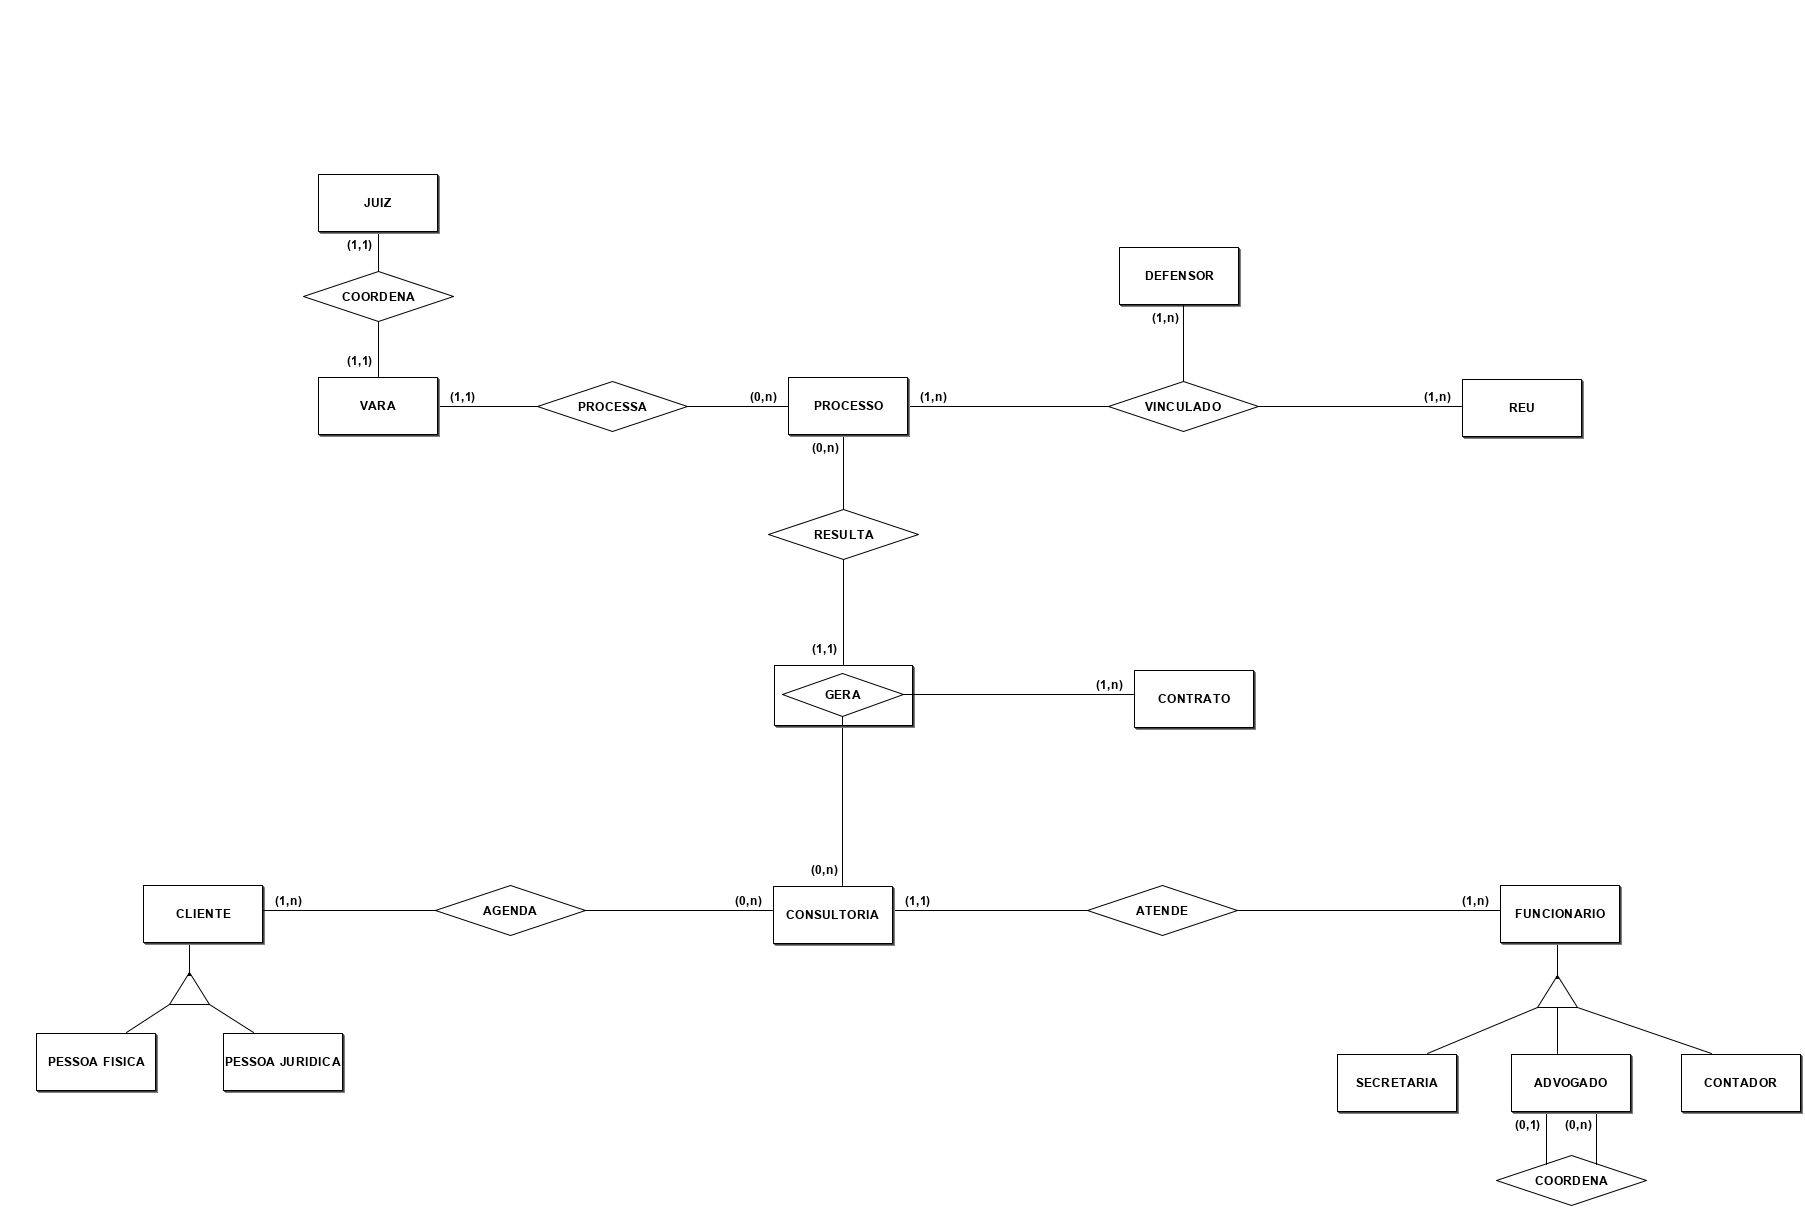 JUIZ
(1,1)
COORDENA
(1,1)
VARA
(1,1)
PROCESSA
(0,n)
PROCESSO
(1,n)
DEFENSOR
(1,n)
VINCULADO
(1,n)
REU
(0,n)
RESULTA
(1,1)
GERA
(1,n)
CONTRATO
(0,n)
CLIENTE
(1,n)
AGENDA
(0,n)
CONSULTORIA
(1,1)
ATENDE
(1,n)
FUNCIONARIO
PESSOA FISICA
PESSOA JURIDICA
SECRETARIA
ADVOGADO
CONTADOR
(0,1)
(0,n)
COORDENA